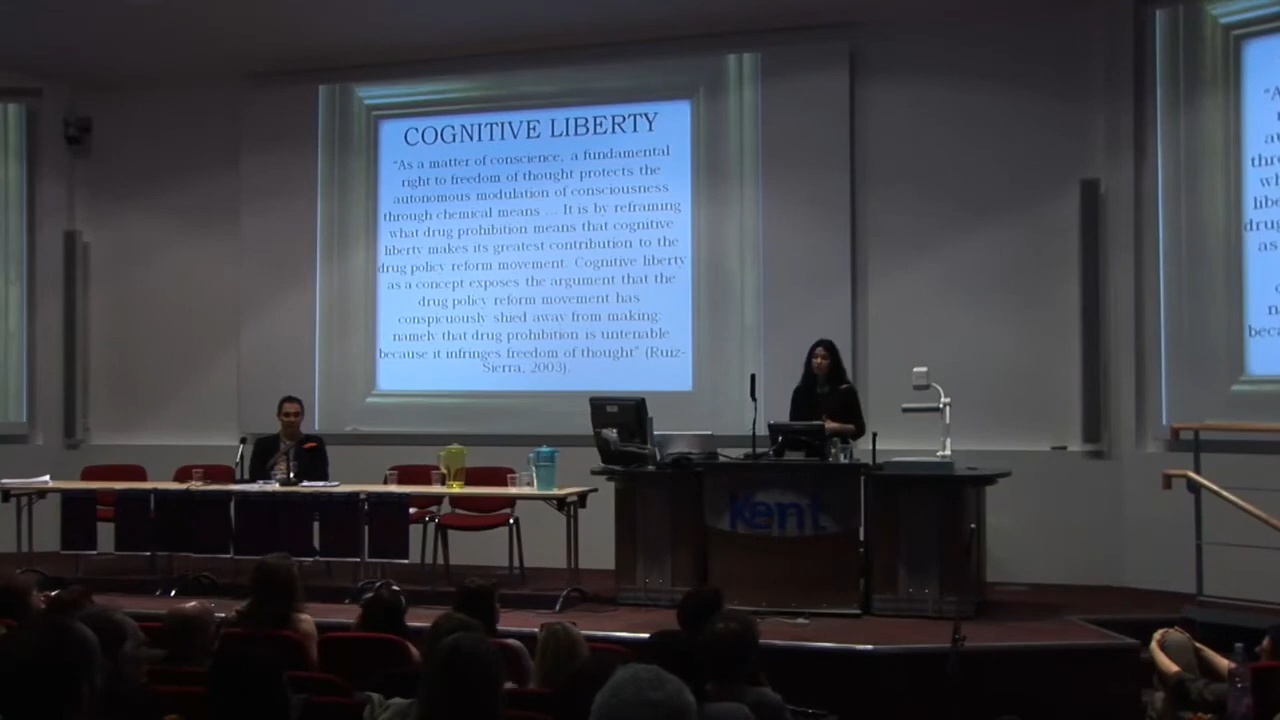 COGNITIVE LIBERTY
“As a matter of conscience, a fundamental
right to freedom of thought protects the
autonomous modulation of consciousness
through chemical means ... It is by reframing
what drug prohibition means that cognitive
liberty makes its greatest contribution to the
drug policy reform movement. Cognitive liberty
as a concept exposes the argument that the
drug policy reform movement has
conspicuously shied away from making:
namely that drug prohibition is untenable
because it infringes freedom of thought” (Ruiz-
Sierra, 2003).
Kent